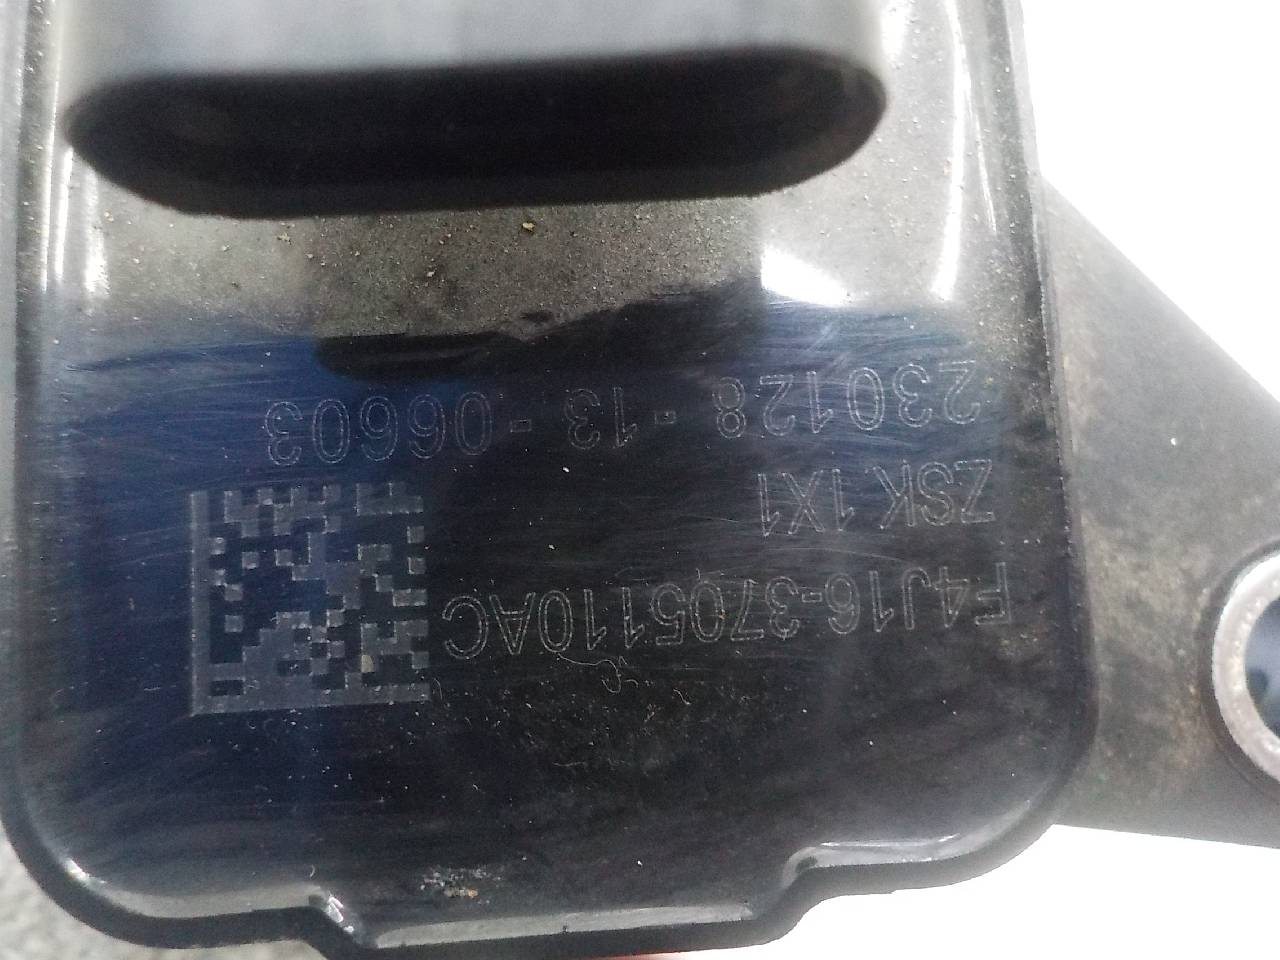 F4J16-3705110AC
ZSK 1X1
230128 - 13 - 06603